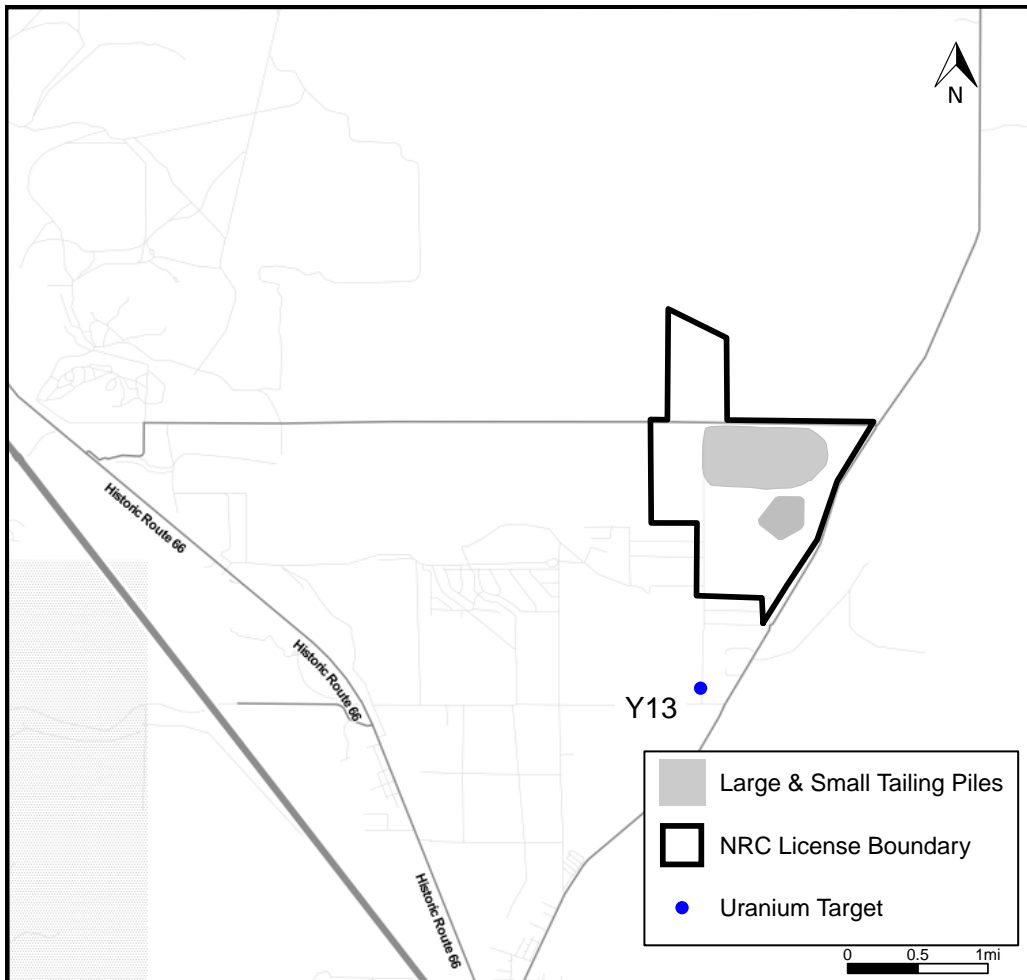 N
Historic Route 66
Historic Route 66
Y13
Large & Small Tailing Piles
NRC License Boundary
Historic Route 66
Uranium Target
0 0.5 1mi